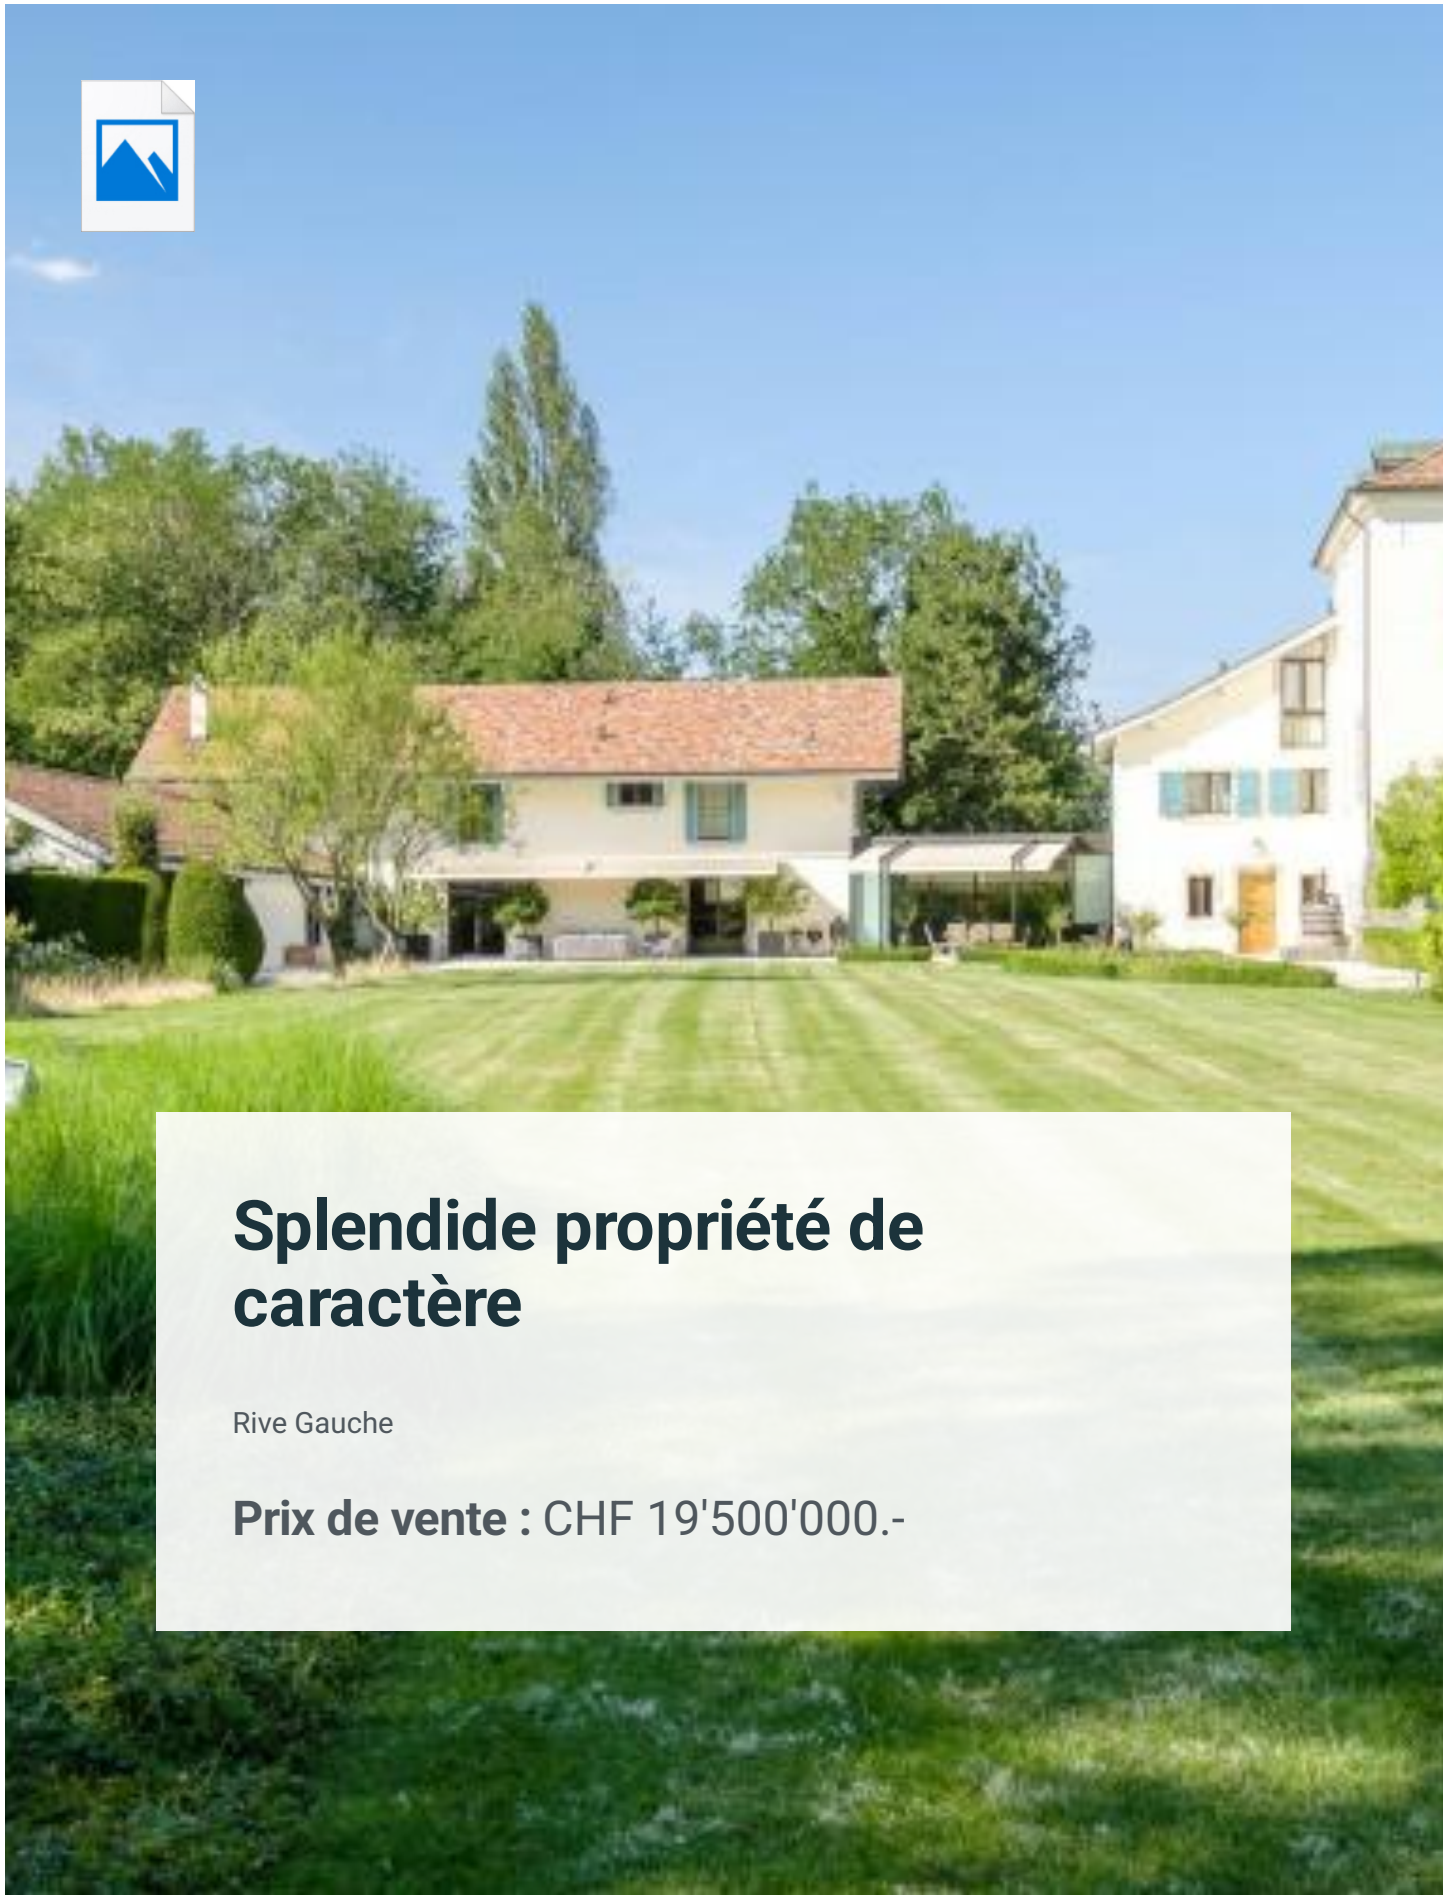 Splendide propriété de
caractère
Rive Gauche
Prix de vente : CHF 19'500'000.-